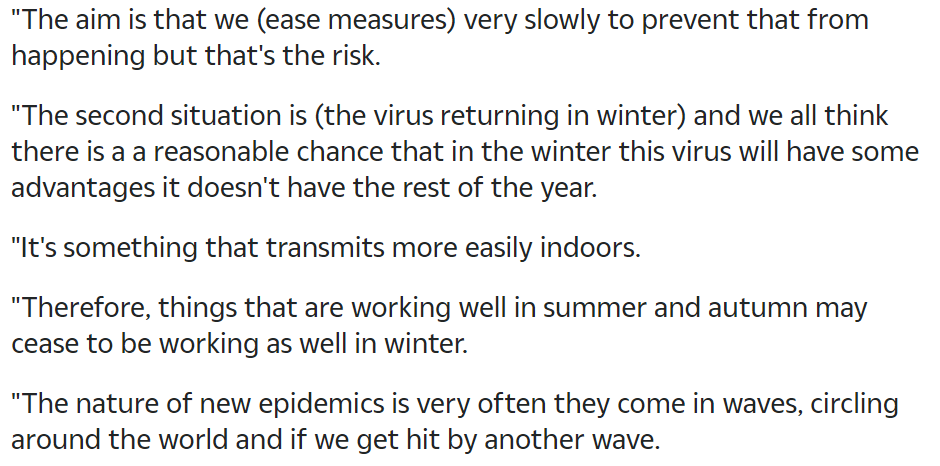 "The aim is that we (ease measures) very slowly to prevent that from
happening but that's the risk.
"The second situation is (the virus returning in winter) and we all think
there is a a reasonable chance that in the winter this virus will have some
advantages it doesn't have the rest of the year.
"It's something that transmits more easily indoors.
"Therefore, things that are working well in summer and autumn may
cease to be working as well in winter.
"The nature of new epidemics is very often they come in waves, circling
around the world and if we get hit by another wave.